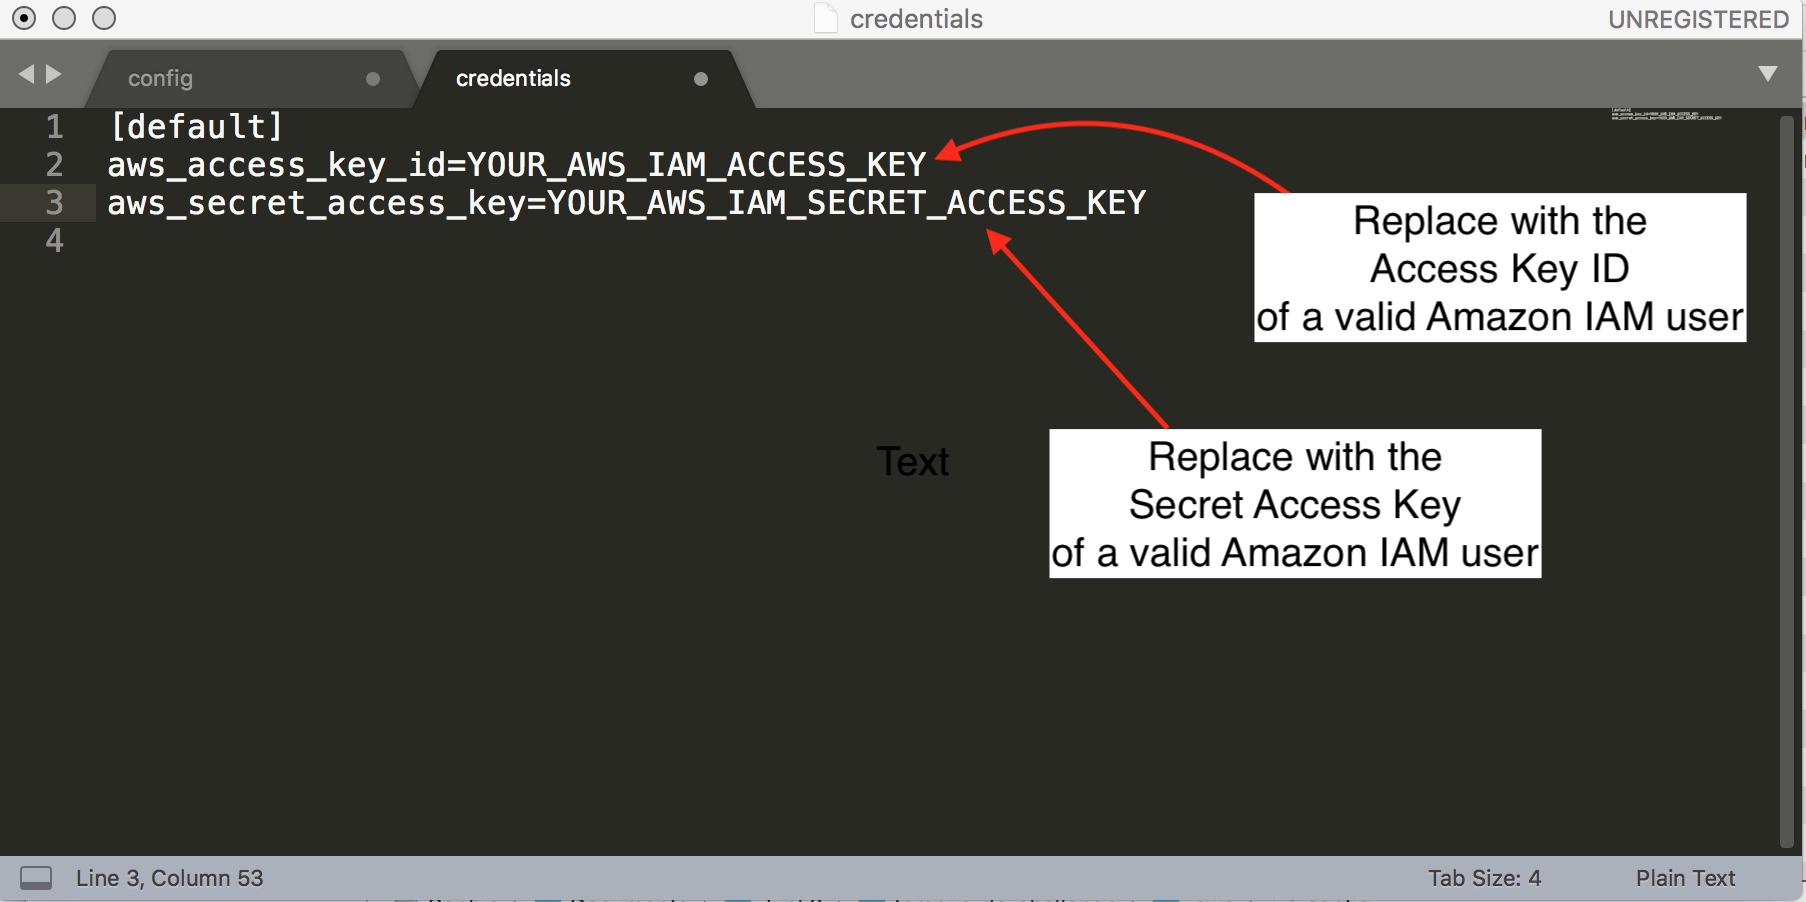 credentials
UNREGISTERED
config
credentials
1 [default]
2 aws_access_key_id=YOUR_AWS_IAM_ACCESS_KEY
3 aws_secret_access_key=YOUR_AWS_IAM_SECRET_ACCESS_KEY
4
Replace with the
Access Key ID
of a valid Amazon IAM user
Text
Replace with the
Secret Access Key
of a valid Amazon IAM user
Line 3, Column 53
Tab Size: 4
Plain Text